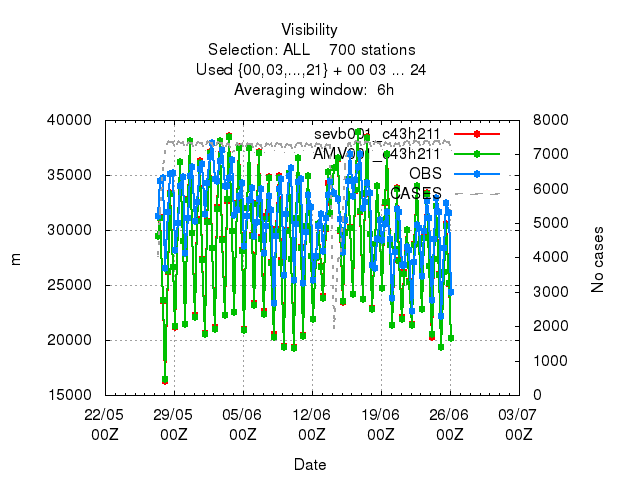 Visibility
Selection: ALL    700 stations
Used {00,03,...,21} + 00 03 ... 24
Averaging window:  6h
40000
35000
30000
25000
20000
15000
m
8000
7000
6000
5000
4000
3000
2000
1000
0
No cases
sevb001_c43h211
AMV001_c43h211
OBS
CASES
22/05 29/05 05/06 12/06 19/06 26/06 03/07
00Z 00Z 00Z 00Z 00Z 00Z 00Z
Date